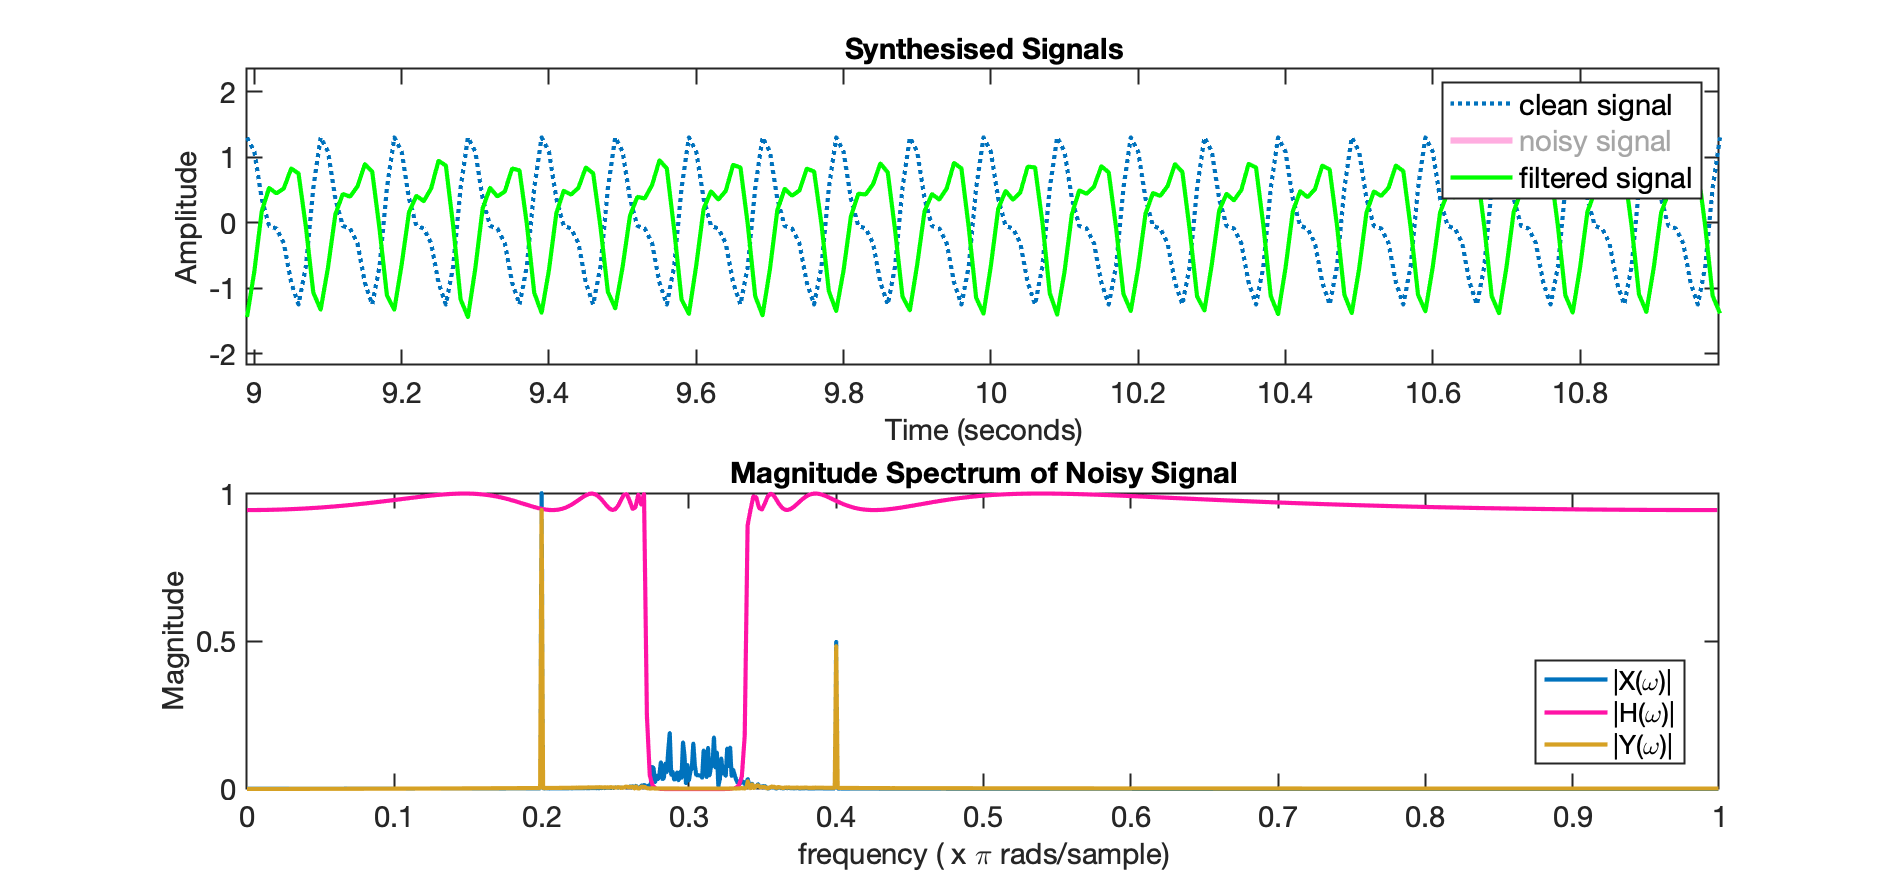 Synthesised Signals
2
1
0
-1
-2
Amplitude
clean signal
noisy signal
filtered signal
9
9.2
9.4
9.6
9.8
10
10.2
10.4
10.6
10.8
Time (seconds)
Magnitude Spectrum of Noisy Signal
1
0.5
0
Magnitude
|X(ω)|
|H(ω)|
|Y(ω)|
0
0.1
0.2
0.3
0.4
0.5
0.6
0.7
0.8
0.9
1
frequency ( x π rads/sample)